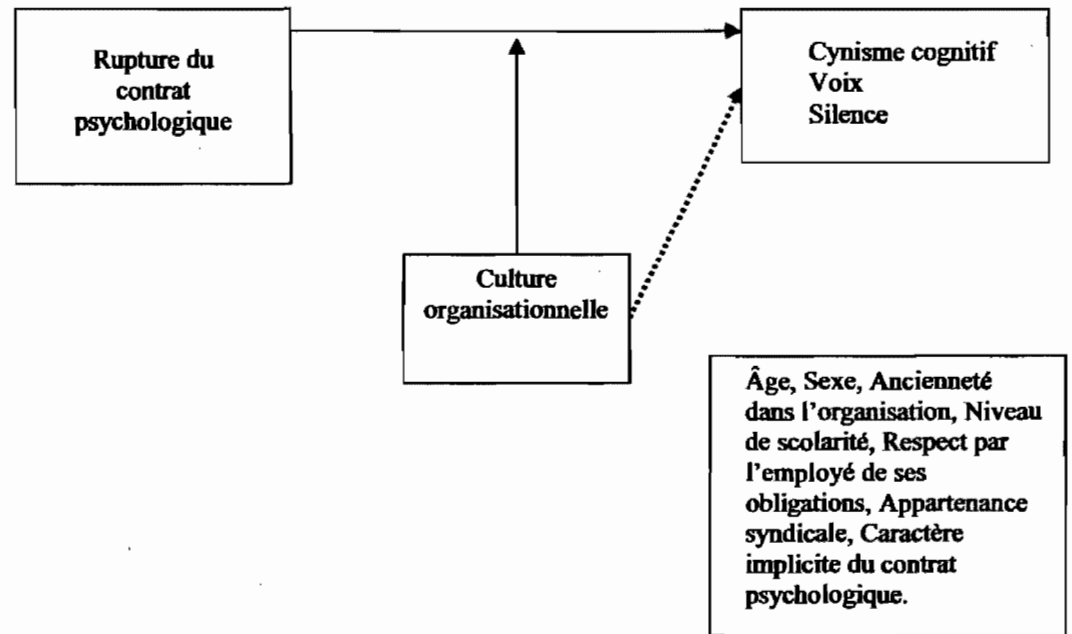 Rupture du
contrat
psychologique
Cynisme cognitif
Voix
Silence
Culture
organisationnelle
Âge, Sexe, Ancienneté
dans l'organisation, Niveau
de scolarité, Respect par
l'employé de ses
obligations, Appartenance
syndicale, Caractère
implicite du contrat
psychologique.